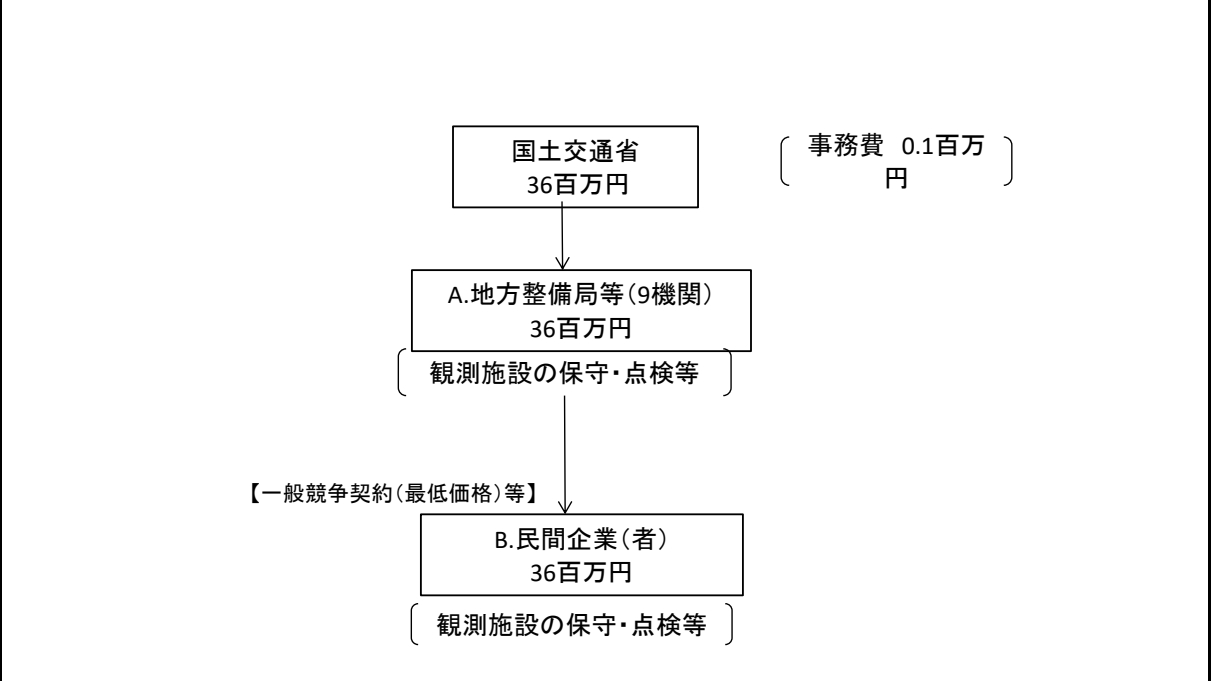 国土交通省
36百万円
事務費 0.1百万
円
A.地方整備局等（9機関）
36百万円
観測施設の保守・点検等
【一般競争契約（最低価格）等】
B.民間企業（者）
36百万円
観測施設の保守・点検等